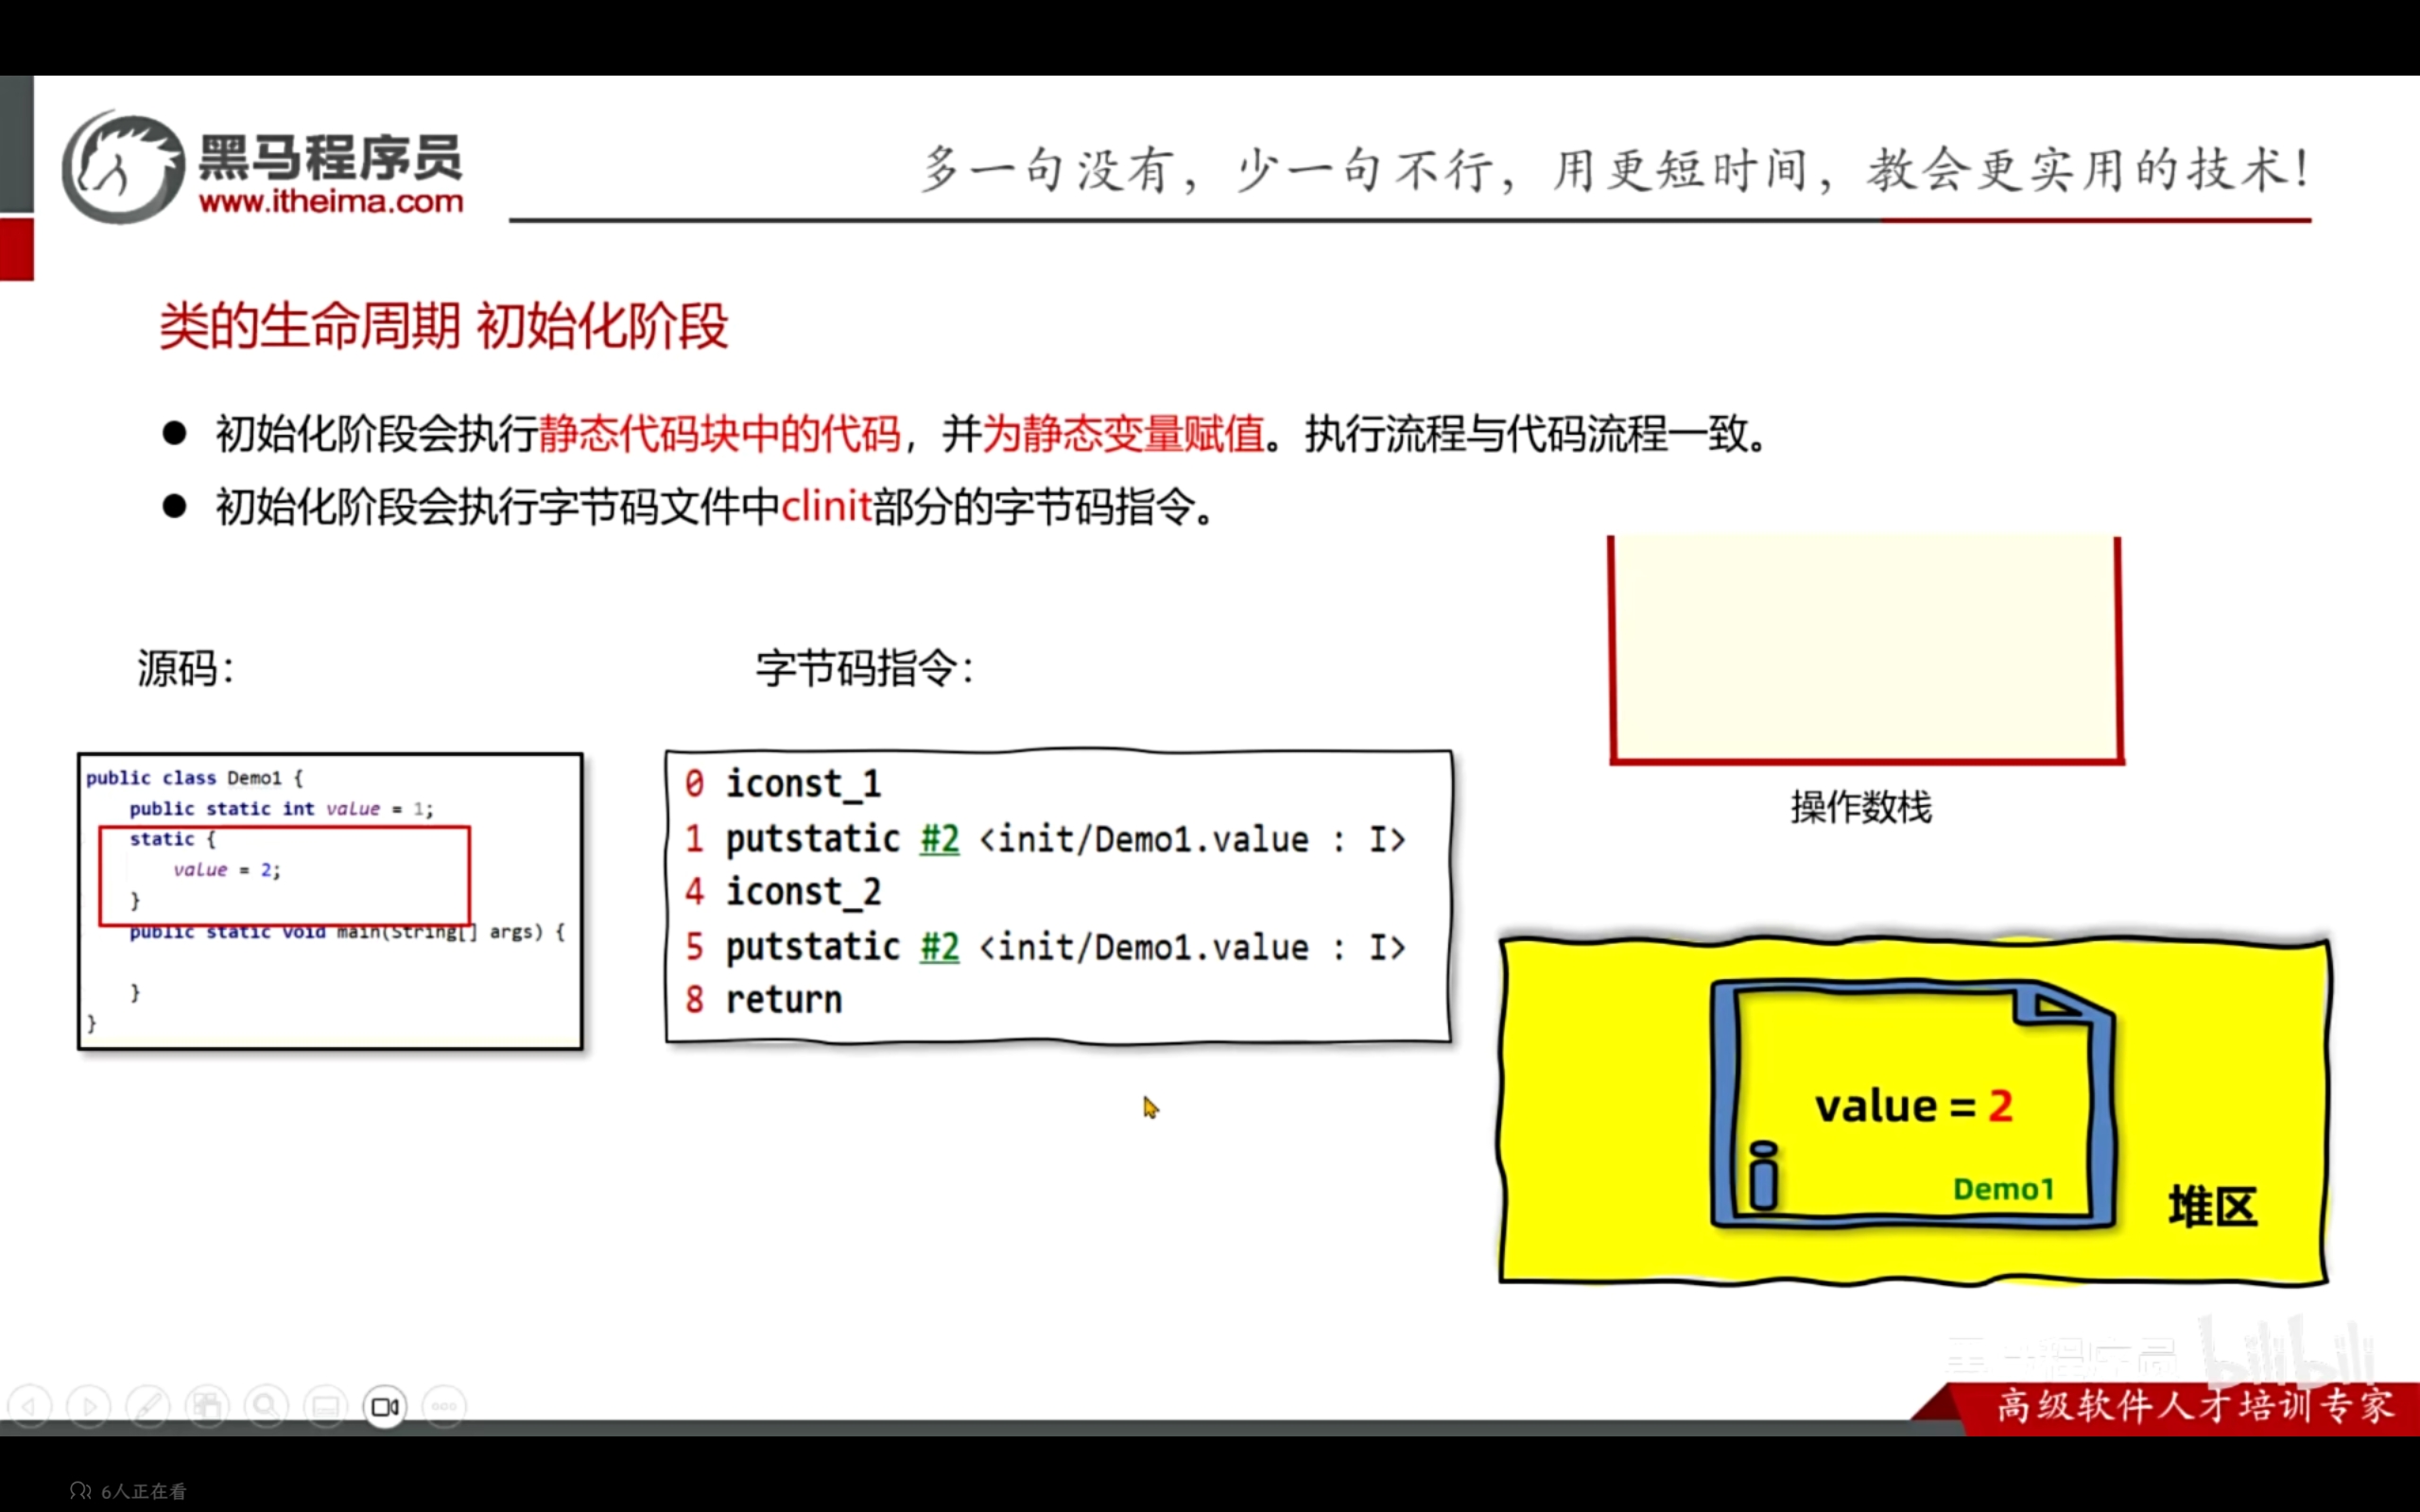 黑马程序员
www.itheima.com
多一句没有，少一句不行，用更短时间，教会更实用的技术！
类的生命周期 初始化阶段
● 初始化阶段会执行静态代码块中的代码，并为静态变量赋值。执行流程与代码流程一致。
● 初始化阶段会执行字节码文件中clinit部分的字节码指令。
源码：
public class Demo1 {
public static int value = 1;
static {
value = 2;
}
public static void main(String[] args) {
}
}
字节码指令：
0 iconst_1
1 putstatic #2 <init/Demo1.value : I>
4 iconst_2
5 putstatic #2 <init/Demo1.value : I>
8 return
操作数栈
value = 2
Demo1
堆区
黑马程序员 bilibili
高级软件人才培训专家
6人正在看